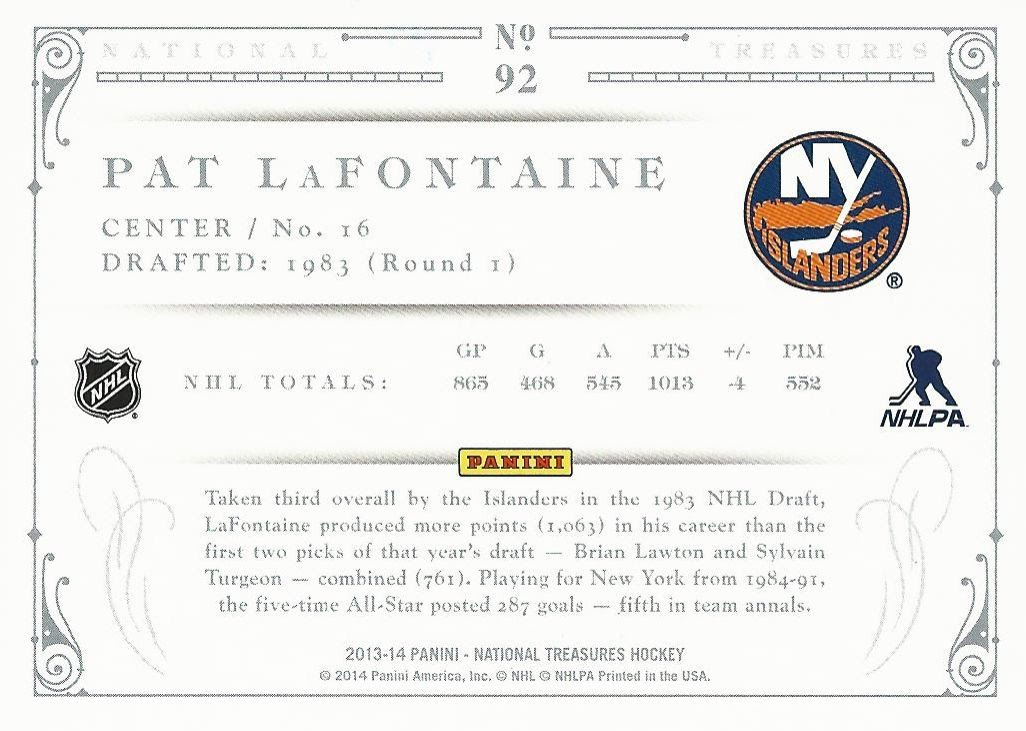 NATIONAL Nº TREASURES
92
PAT LAFONTAINE
CENTER / No. 16
DRAFTED: 1983 (Round 1)
NY
ISLANDERS
®
GP G A PTS +/- PIM
NHL TOTALS: 865 468 545 1013 -4 552
NHL
NHLPA
PANINI
Taken third overall by the Islanders in the 1983 NHL Draft,
LaFontaine produced more points (1,063) in his career than the
first two picks of that year's draft — Brian Lawton and Sylvain
Turgeon — combined (761). Playing for New York from 1984-91,
the five-time All-Star posted 287 goals — fifth in team annals.
2013-14 PANINI - NATIONAL TREASURES HOCKEY
© 2014 Panini America, Inc. © NHL © NHLPA Printed in the USA.